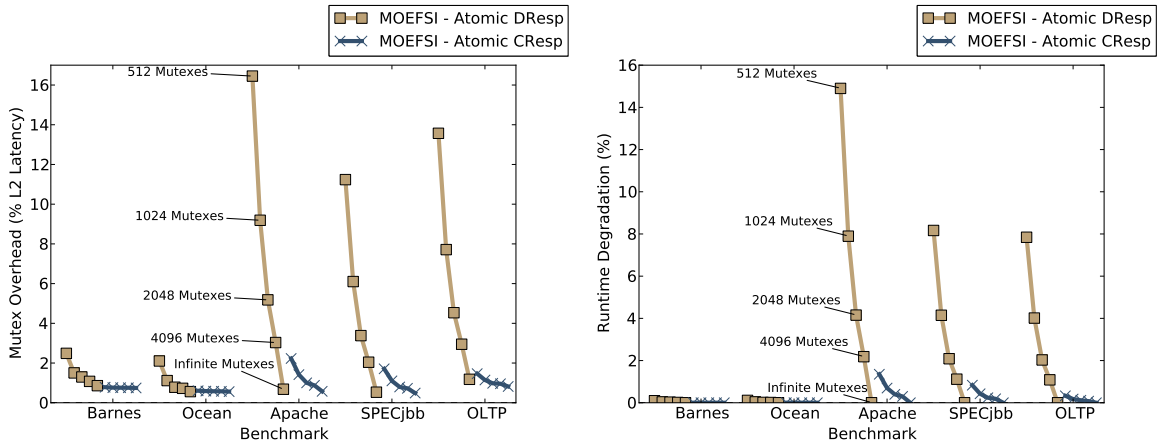 MOEFSI - Atomic DResp
MOEFSI - Atomic CResp
Mutex Overhead (% L2 Latency)
16
14
12
10
8
6
4
2
0
512 Mutexes
1024 Mutexes
2048 Mutexes
4096 Mutexes
Infinite Mutexes
Barnes
Ocean
Apache
SPECjbb
OLTP
Benchmark
MOEFSI - Atomic DResp
MOEFSI - Atomic CResp
Runtime Degradation (%)
16
14
12
10
8
6
4
2
0
512 Mutexes
1024 Mutexes
2048 Mutexes
4096 Mutexes
Infinite Mutexes
Barnes
Ocean
Apache
SPECjbb
OLTP
Benchmark